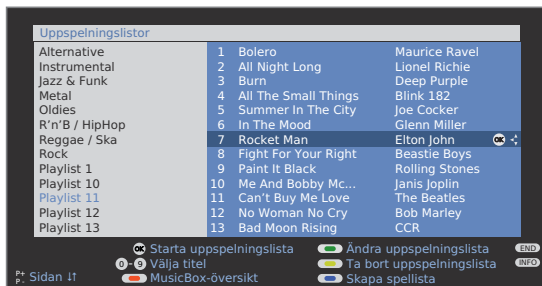 Uppspelningslistor
Alternative 1 Bolero Maurice Ravel
Instrumental 2 All Night Long Lionel Richie
Jazz & Funk 3 Burn Deep Purple
Metal 4 All The Small Things Blink 182
Oldies 5 Summer In The City Joe Cocker
R'n'B / HipHop 6 In The Mood Glenn Miller
Reggae / Ska 7 Rocket Man Elton John OK
Rock 8 Fight For Your Right Beastie Boys
Playlist 1 9 Paint It Black Rolling Stones
Playlist 10 10 Me And Bobby Mc... Janis Joplin
Playlist 11 11 Can't Buy Me Love The Beatles
Playlist 12 12 No Woman No Cry Bob Marley
Playlist 13 13 Bad Moon Rising CCR
OK Starta uppspelningslista Ändra uppspelningslista END
0-9 Välja titel Ta bort uppspelningslista INFO
P+ P- Sidan ↓↑ MusicBox-översikt Skapa spellista